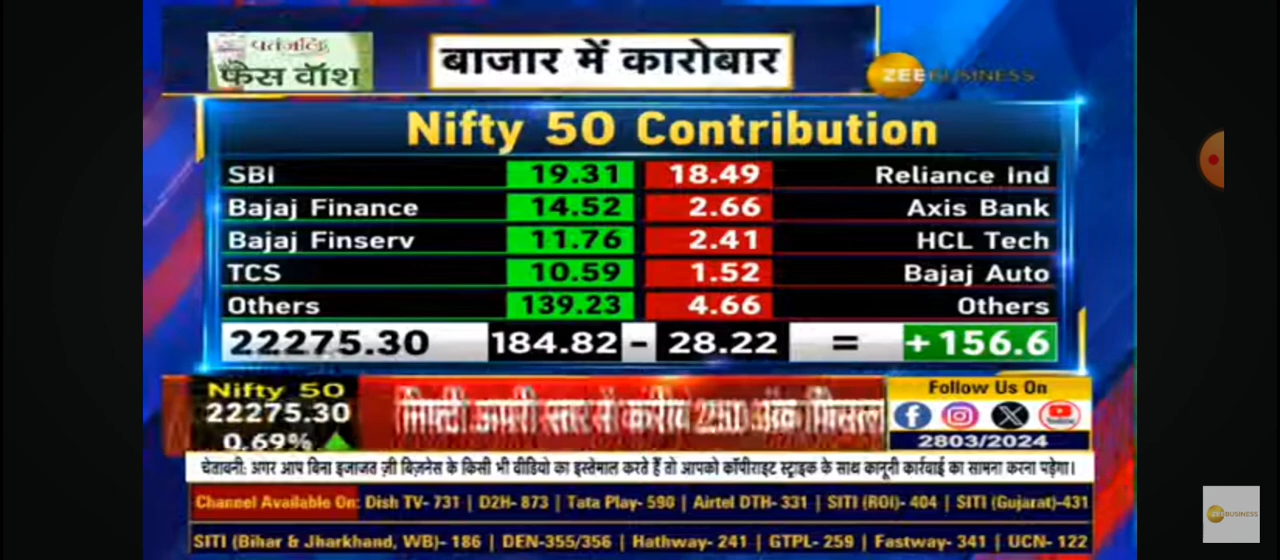 पतंजलि
फेस वॉश
बाजार में कारोबार
ZEE BUSINESS
Nifty 50 Contribution
SBI 19.31 18.49 Reliance Ind
Bajaj Finance 14.52 2.66 Axis Bank
Bajaj Finserv 11.76 2.41 HCL Tech
TCS 10.59 1.52 Bajaj Auto
Others 139.23 4.66 Others
22275.30 184.82 - 28.22 = +156.6
Nifty 50
22275.30
0.69%
Follow Us On
2803/2024
चेतावनी: अगर आप बिना इजाजत ज़ी बिज़नेस के किसी भी वीडियो का इस्तेमाल करते हैं तो आपको कॉपीराइट स्ट्राइक के साथ कानूनी कार्रवाई का सामना करना पड़ेगा।
Channel Available On: Dish TV- 731 | D2H- 873 | Tata Play- 590 | Airtel DTH- 331 | SITI (ROI)- 404 | SITI (Gujarat)-431
SITI (Bihar & Jharkhand, WB)- 186 | DEN-355/356 | Hathway- 241 | GTPL- 259 | Fastway- 341 | UCN- 122
ZEE BUSINESS